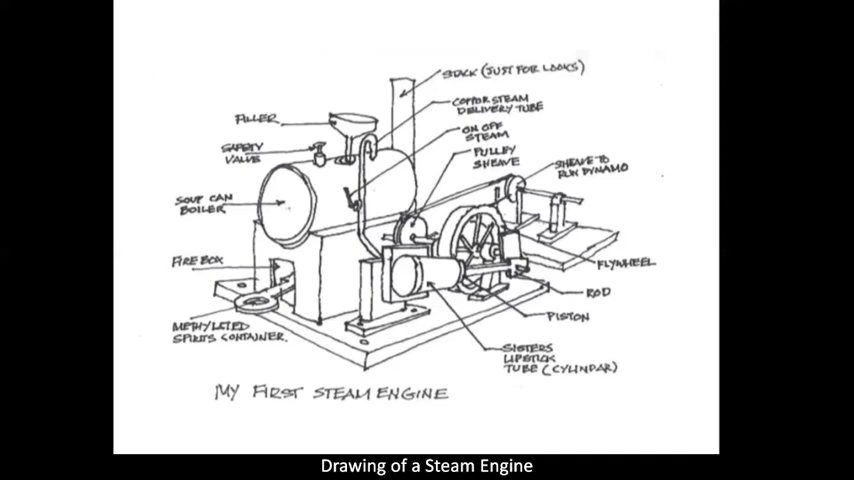 STACK (JUST FOR LOOKS)
COPPOR STEAM
DELIVERY TUBE
FILLER
ON OFF
STEAM
SAFETY
VALVE
PULLEY
SHEAVE
SHEAVE TO
RUN DYNAMO
SOUP CAN
BOILER
FIRE BOX
FLYWHEEL
ROD
PISTON
METHYLATED
SPIRITS CONTAINER.
SISTERS
LIPSTICK
TUBE (CYLINDAR)
MY FIRST STEAM ENGINE
Drawing of a Steam Engine